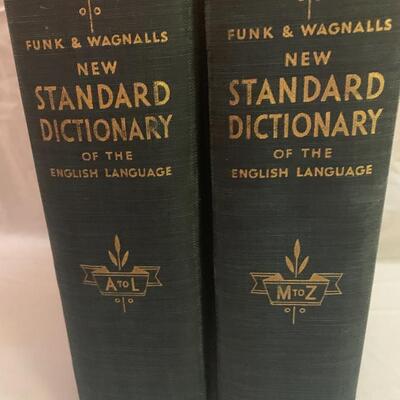 FUNK & WAGNALLS
NEW
STANDARD
DICTIONARY
OF THE
ENGLISH LANGUAGE
A TO L
FUNK & WAGNALLS
NEW
STANDARD
DICTIONARY
OF THE
ENGLISH LANGUAGE
M TO Z